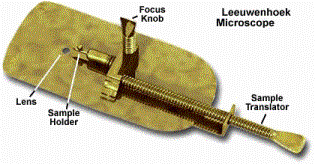 Focus
Knob
Leeuwenhoek
Microscope
Lens
Sample
Holder
Sample
Translator